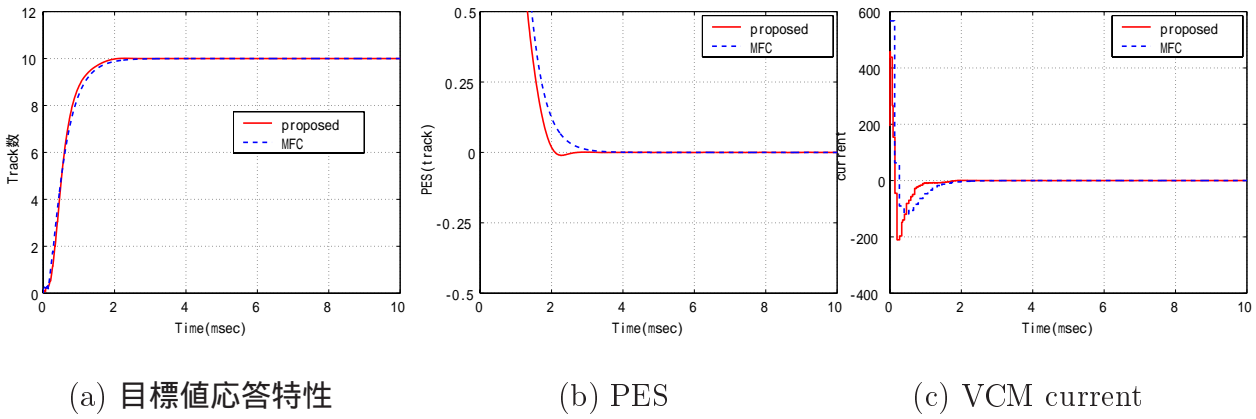 12
10
8
6
4
2
0
0 2 4 6 8 10
Track数
Time(msec)
proposed
MFC
(a) 目標値応答特性
0.5
0.25
0
-0.25
-0.5
0 2 4 6 8 10
PES(track)
Time(msec)
proposed
MFC
(b) PES
600
400
200
0
-200
-400
0 2 4 6 8 10
current
Time(msec)
proposed
MFC
(c) VCM current